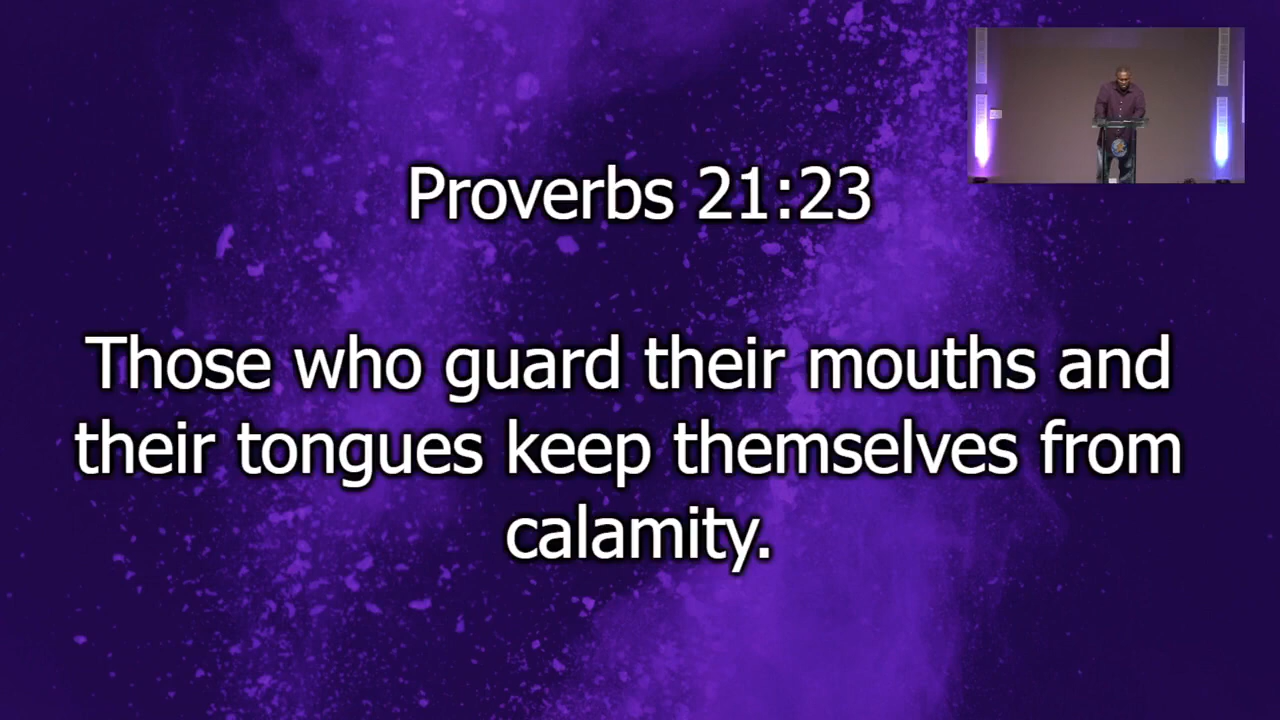 Proverbs 21:23
Those who guard their mouths and
their tongues keep themselves from
calamity.